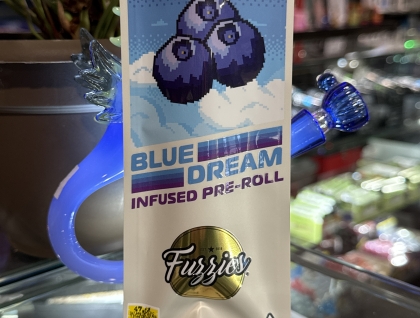 BLUE
DREAM
INFUSED PRE-ROLL
Fuzzies